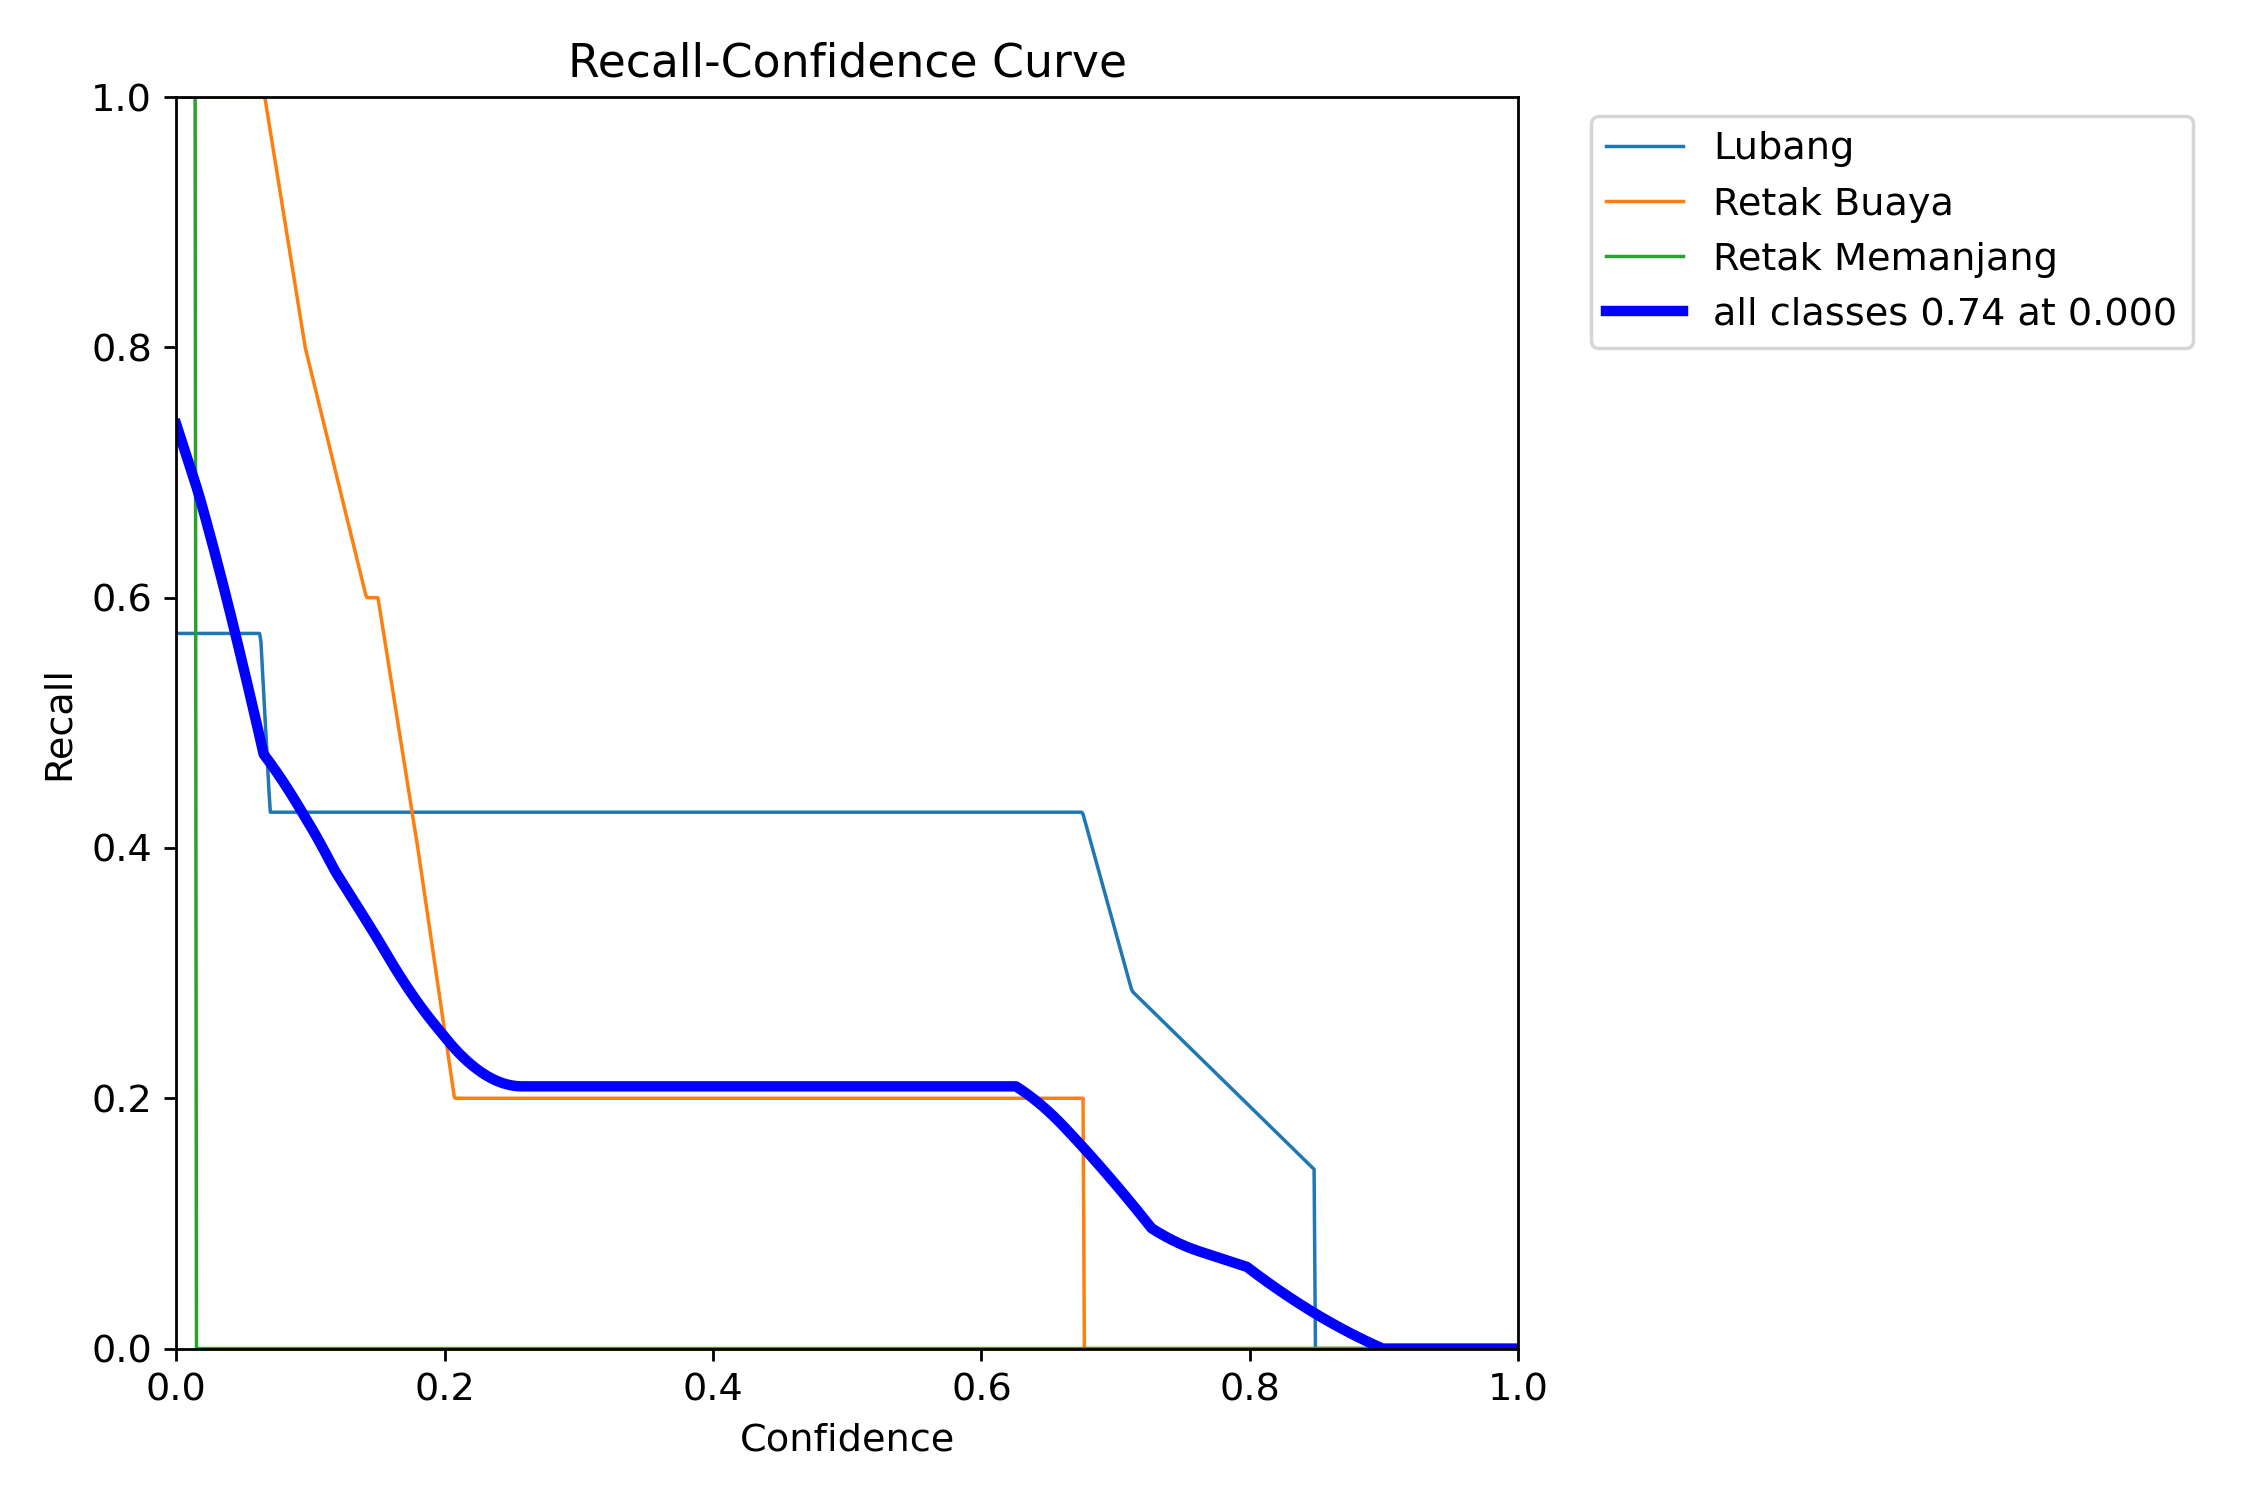 Recall-Confidence Curve
1.0
0.8
0.6
0.4
0.2
0.0
Recall
0.0 0.2 0.4 0.6 0.8 1.0
Confidence
Lubang
Retak Buaya
Retak Memanjang
all classes 0.74 at 0.000